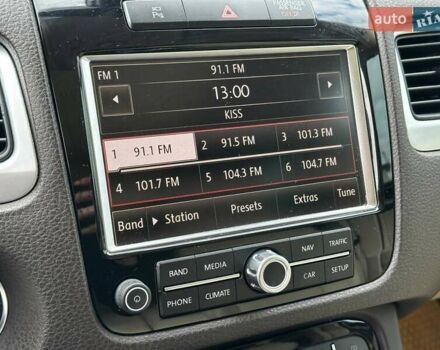 PASSENGER
AIR BAG
OFF
auto RIA
FM 1 91.1 FM
13:00
KISS
1 91.1 FM 2 91.5 FM 3 101.3 FM
4 101.7 FM 5 104.3 FM 6 104.7 FM
Band Station Presets Extras Tune
BAND MEDIA NAV TRAFFIC
PHONE CLIMATE CAR SETUP